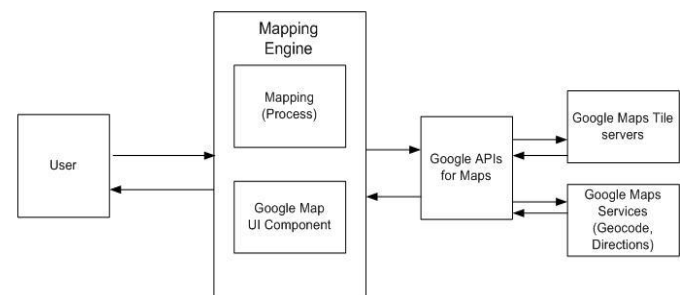 Mapping
Engine
Mapping
(Process)
User
Google Map
UI Component
Google APIs
for Maps
Google Maps Tile
servers
Google Maps
Services
(Geocode,
Directions)